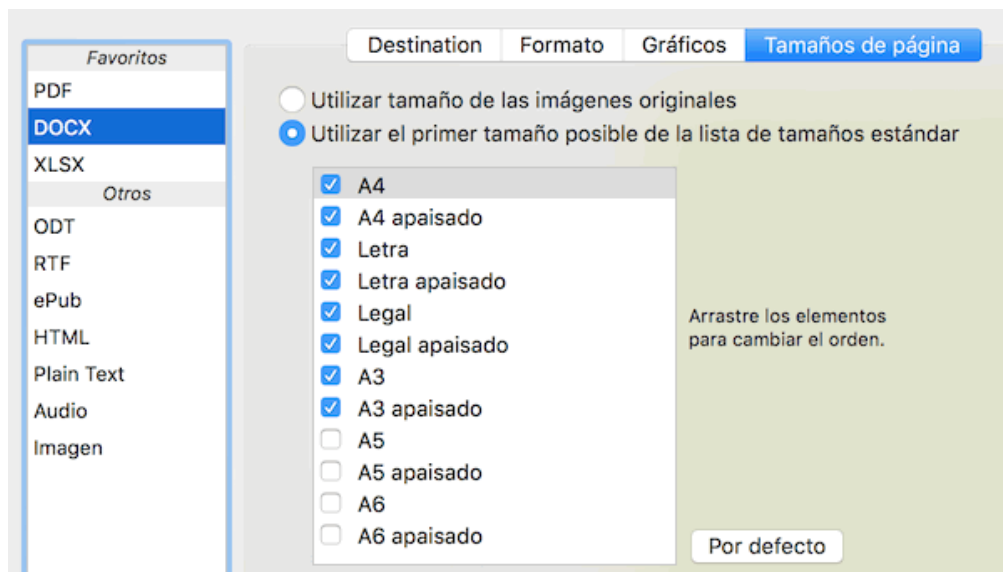 Favoritos
PDF
DOCX
XLSX
Otros
ODT
RTF
ePub
HTML
Plain Text
Audio
Imagen
Destination
Formato
Gráficos
Tamaños de página
Utilizar tamaño de las imágenes originales
Utilizar el primer tamaño posible de la lista de tamaños estándar
A4
A4 apaisado
Letra
Letra apaisado
Legal
Legal apaisado
A3
A3 apaisado
A5
A5 apaisado
A6
A6 apaisado
Arrastre los elementos
para cambiar el orden.
Por defecto